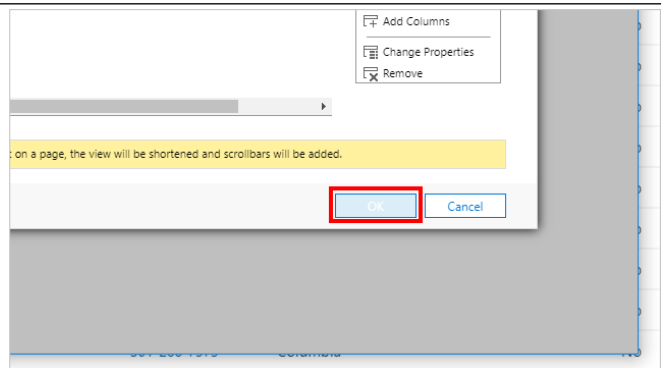 Add Columns
Change Properties
Remove
on a page, the view will be shortened and scrollbars will be added.
OK
Cancel
Columbia
No